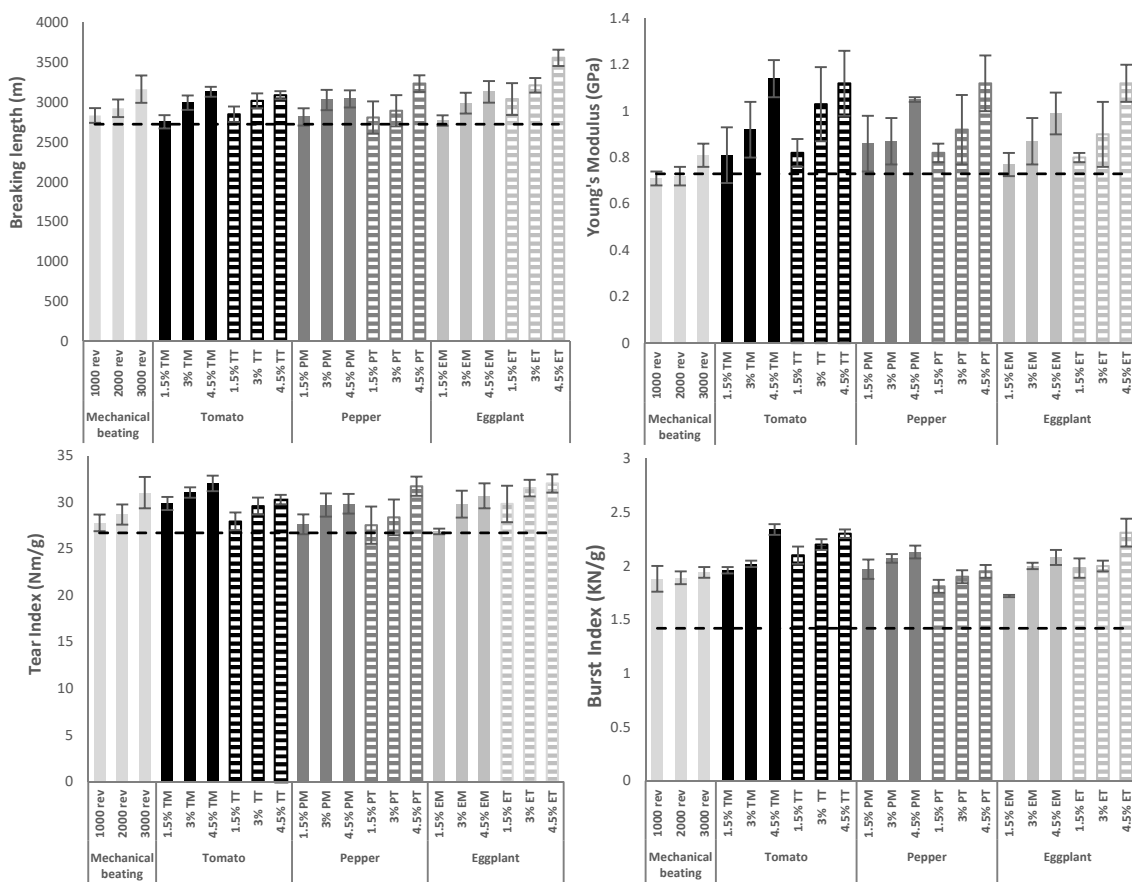 Breaking length (m)
4000
3500
3000
2500
2000
1500
1000
500
0
1000 rev
2000 rev
3000 rev
1.5% TM
3% TM
4.5% TM
1.5% TT
3% TT
4.5% TT
1.5% PM
3% PM
4.5% PM
1.5% PT
3% PT
4.5% PT
1.5% EM
3% EM
4.5% EM
1.5% ET
3% ET
4.5% ET
Mechanical
beating
Tomato
Pepper
Eggplant
Young's Modulus (GPa)
1.4
1.2
1
0.8
0.6
0.4
0.2
0
1000 rev
2000 rev
3000 rev
1.5% TM
3% TM
4.5% TM
1.5% TT
3% TT
4.5% TT
1.5% PM
3% PM
4.5% PM
1.5% PT
3% PT
4.5% PT
1.5% EM
3% EM
4.5% EM
1.5% ET
3% ET
4.5% ET
Mechanical
beating
Tomato
Pepper
Eggplant
Tear Index (Nm/g)
35
30
25
20
15
10
5
0
1000 rev
2000 rev
3000 rev
1.5% TM
3% TM
4.5% TM
1.5% TT
3% TT
4.5% TT
1.5% PM
3% PM
4.5% PM
1.5% PT
3% PT
4.5% PT
1.5% EM
3% EM
4.5% EM
1.5% ET
3% ET
4.5% ET
Mechanical
beating
Tomato
Pepper
Eggplant
Burst Index (KN/g)
3
2.5
2
1.5
1
0.5
0
1000 rev
2000 rev
3000 rev
1.5% TM
3% TM
4.5% TM
1.5% TT
3% TT
4.5% TT
1.5% PM
3% PM
4.5% PM
1.5% PT
3% PT
4.5% PT
1.5% EM
3% EM
4.5% EM
1.5% ET
3% ET
4.5% ET
Mechanical
beating
Tomato
Pepper
Eggplant